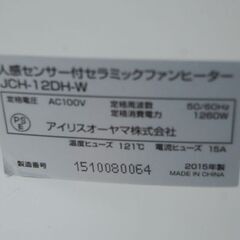 人感センサー付セラミックファンヒーター
JCH-12DH-W
定格電圧 AC100V 定格周波数 50/60Hz
定格消費電力 1260W
PS E
アイリスオーヤマ株式会社
温度ヒューズ 121℃ 電流ヒューズ 15A
製造番号 1510080064
2015年製
MADE IN CHINA